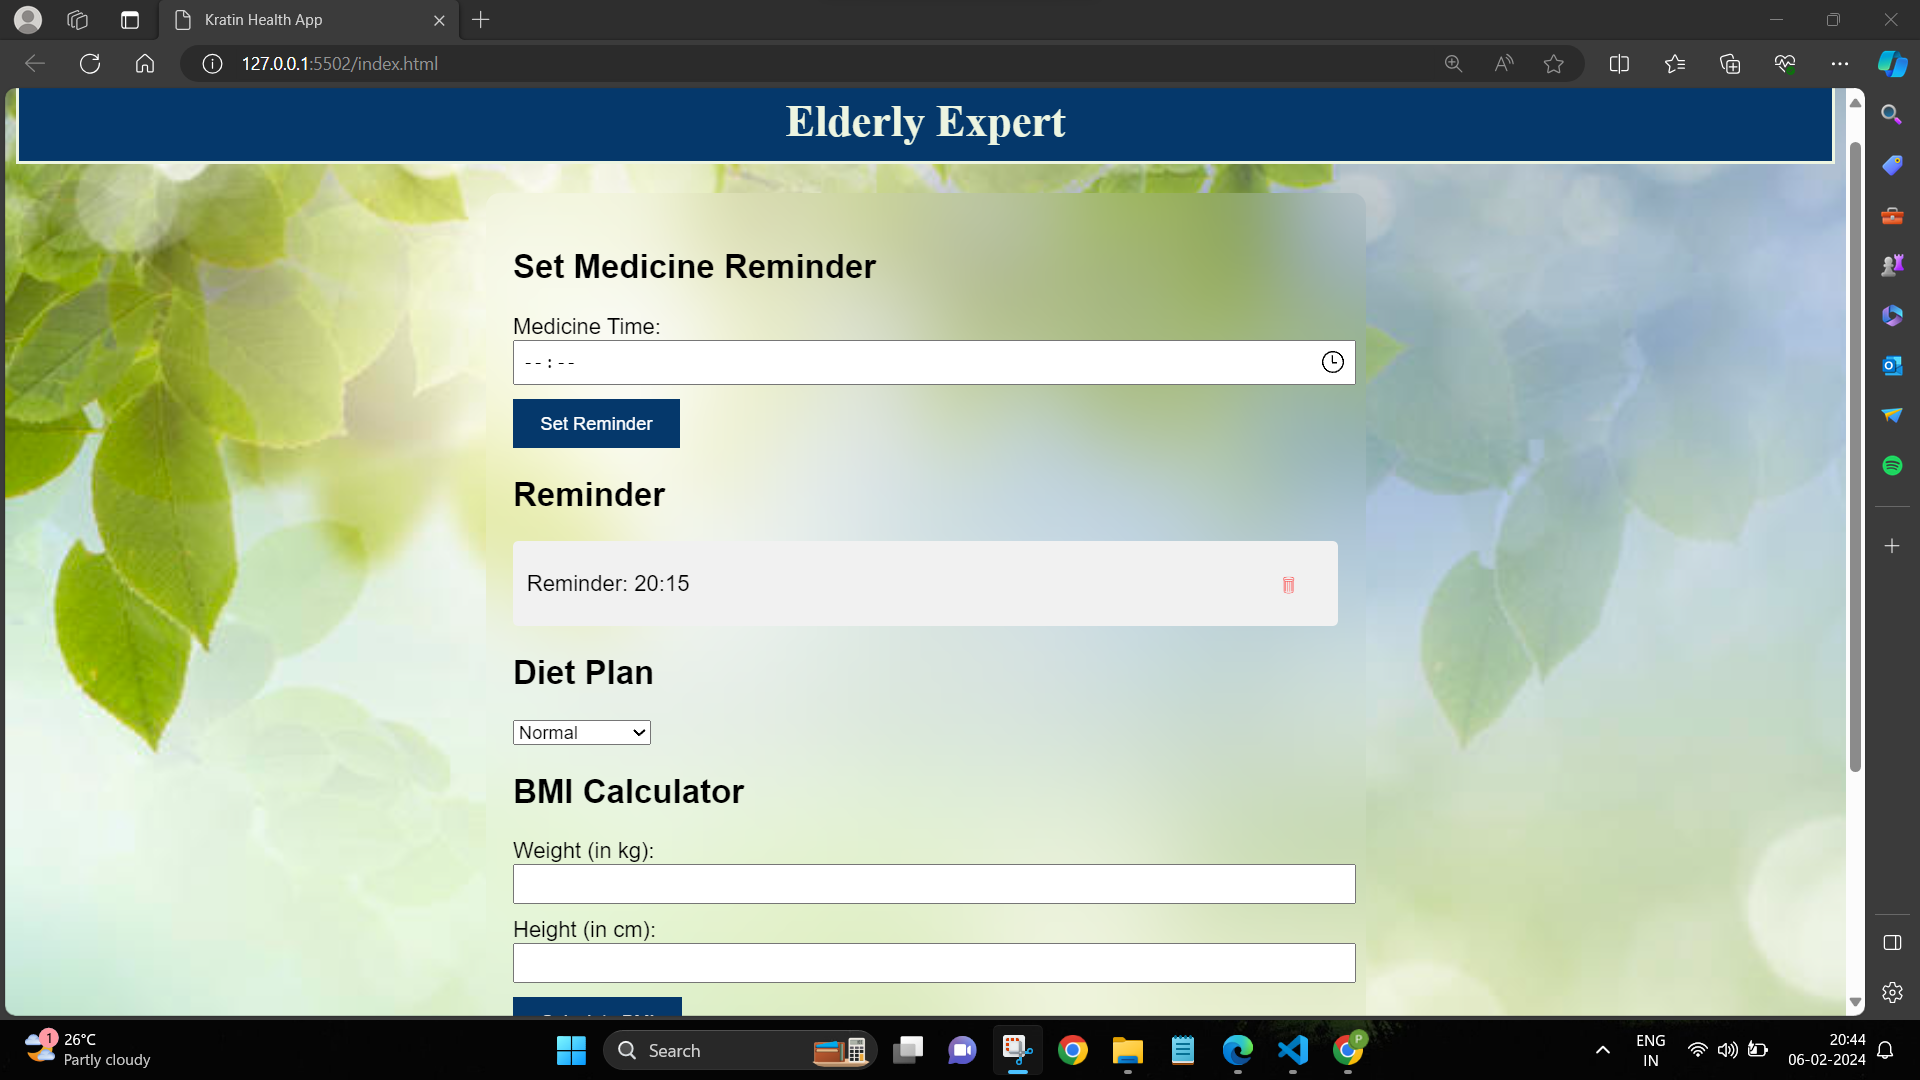 Kratin Health App
127.0.0.1:5502/index.html
Elderly Expert
Set Medicine Reminder
Medicine Time:
--:--
Set Reminder
Reminder
Reminder: 20:15
Diet Plan
Normal
BMI Calculator
Weight (in kg):
Height (in cm):
1
26°C
Partly cloudy
Search
P
ENG
IN
20:44
06-02-2024